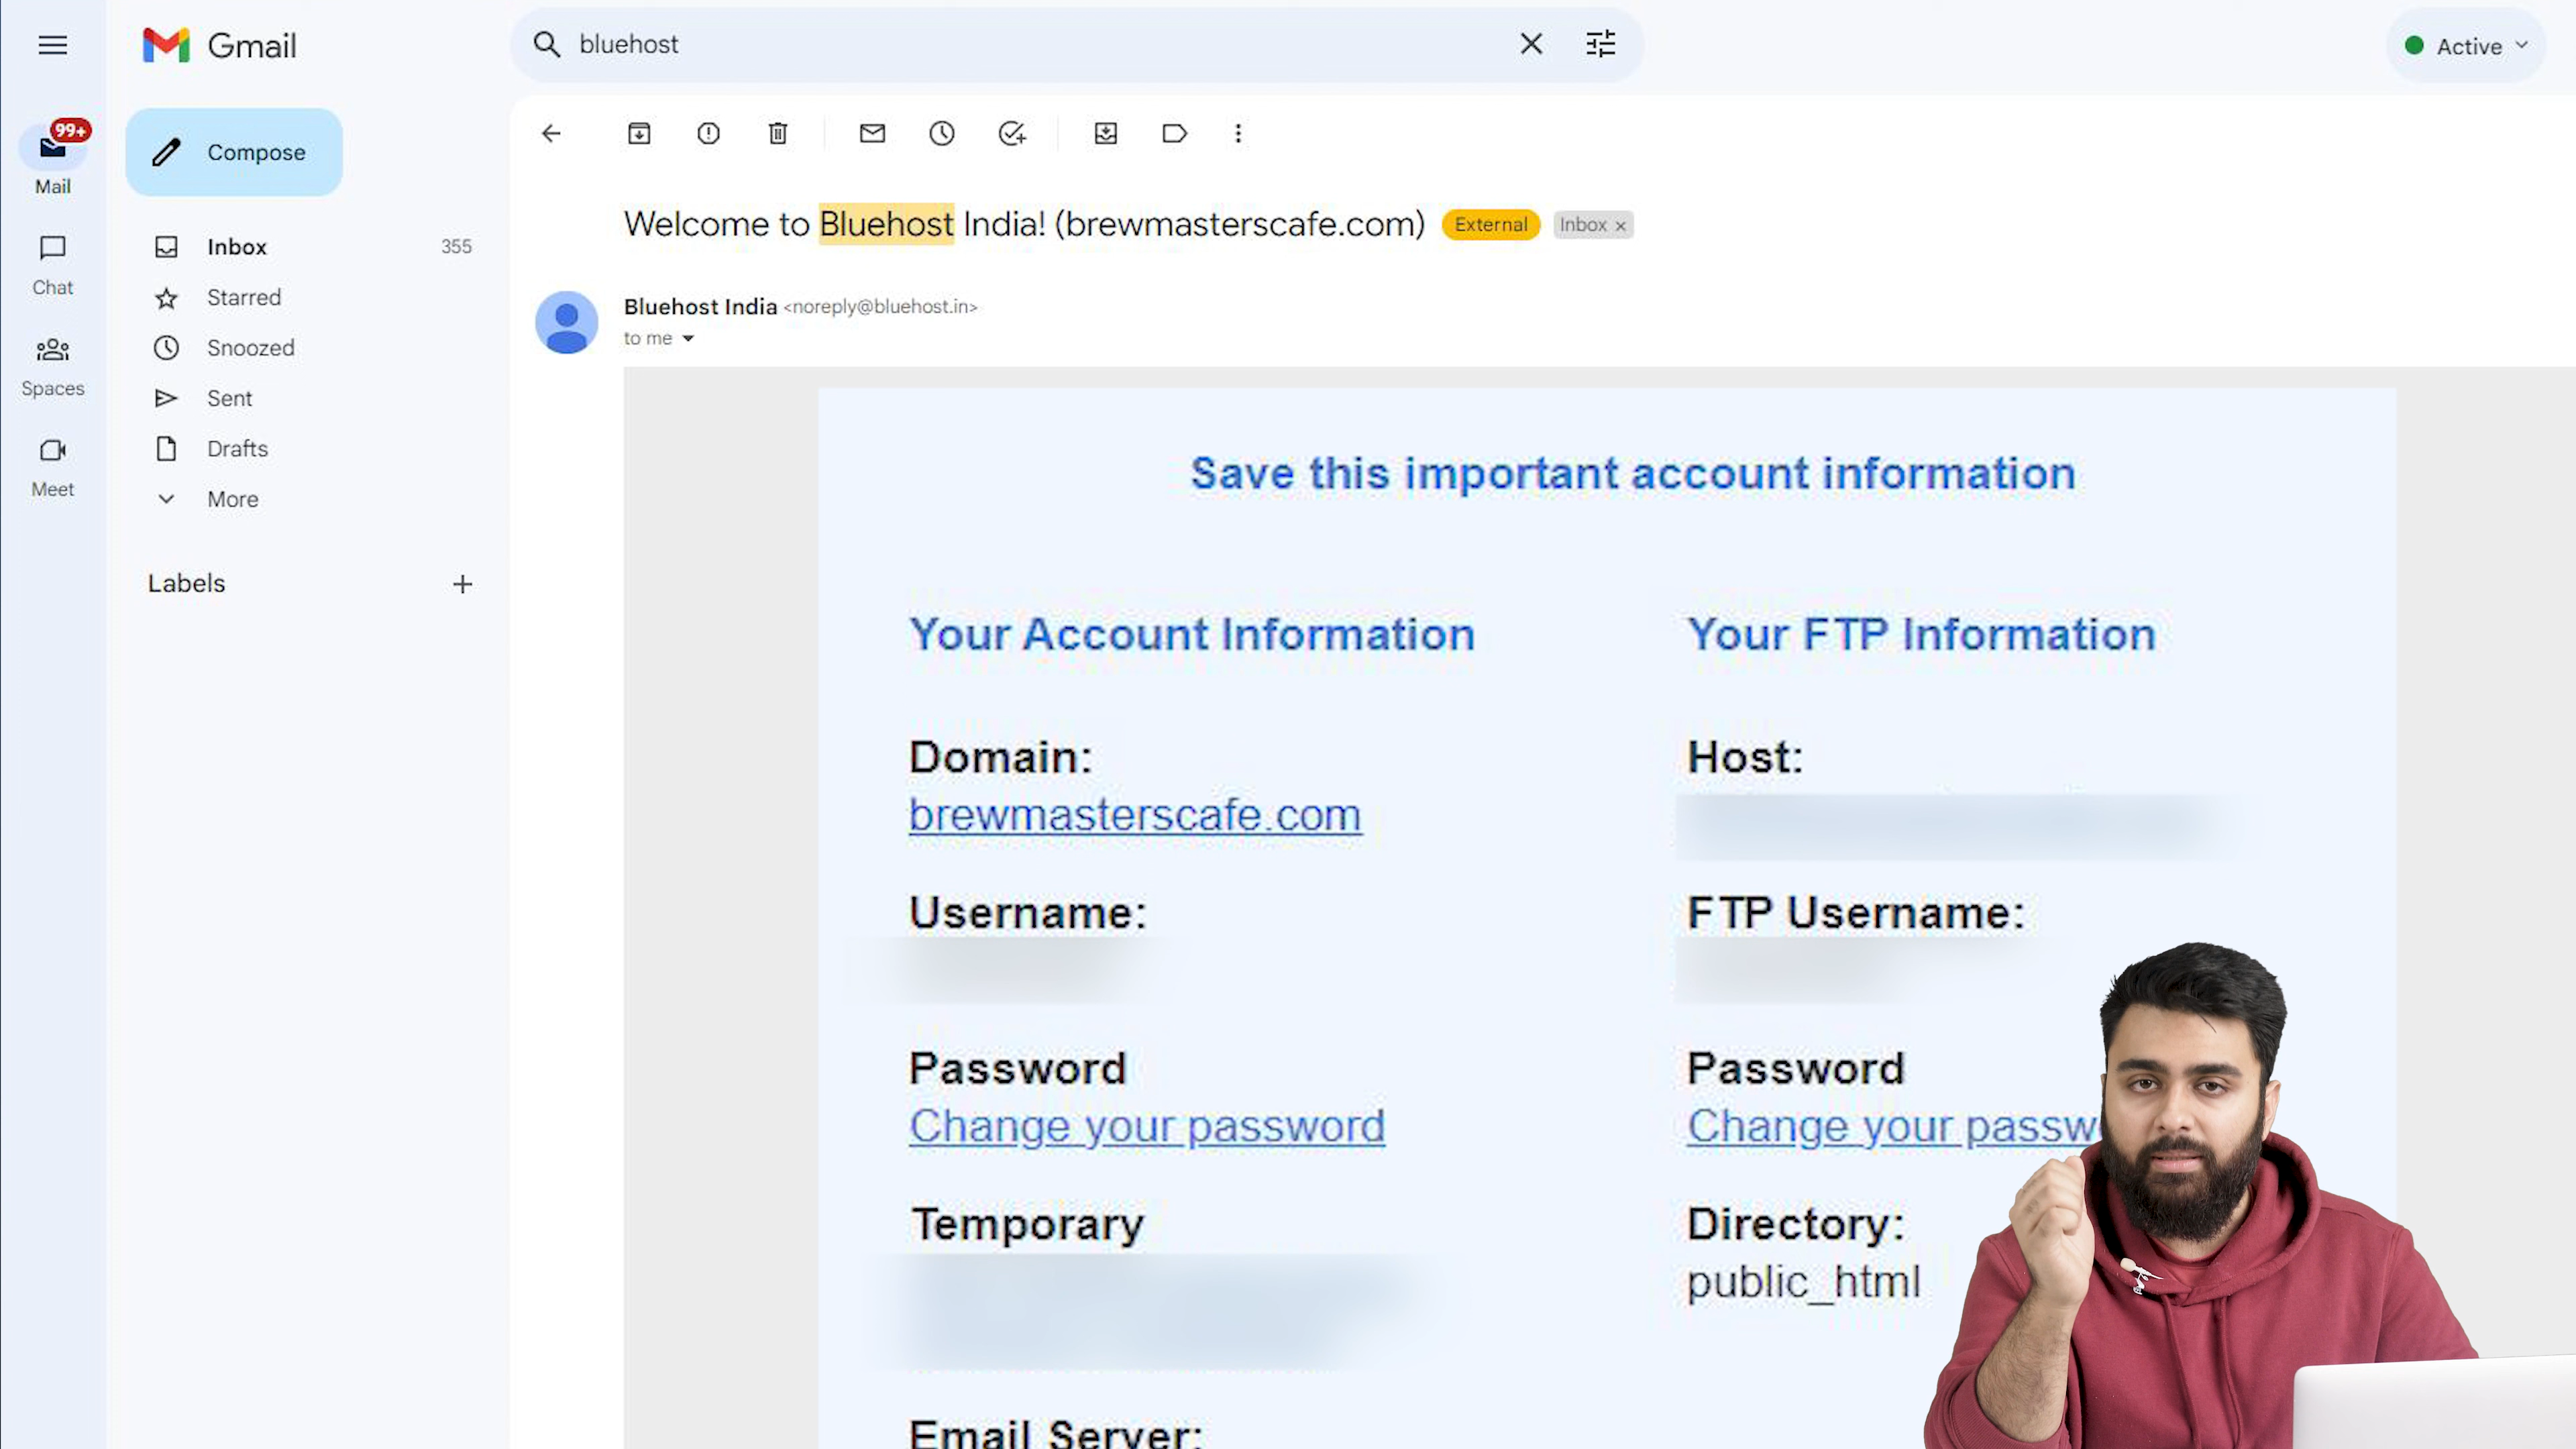 Gmail
bluehost
Active
99+
Mail
Compose
Chat
Inbox 355
Spaces
Starred
Meet
Snoozed
Sent
Drafts
More
Labels
Welcome to Bluehost India! (brewmasterscafe.com) External Inbox x
Bluehost India <noreply@bluehost.in>
to me
Save this important account information
Your Account Information
Domain:
brewmasterscafe.com
Username:
Password
Change your password
Temporary
Email Server:
Your FTP Information
Host:
FTP Username:
Password
Change your passw
Directory:
public_html